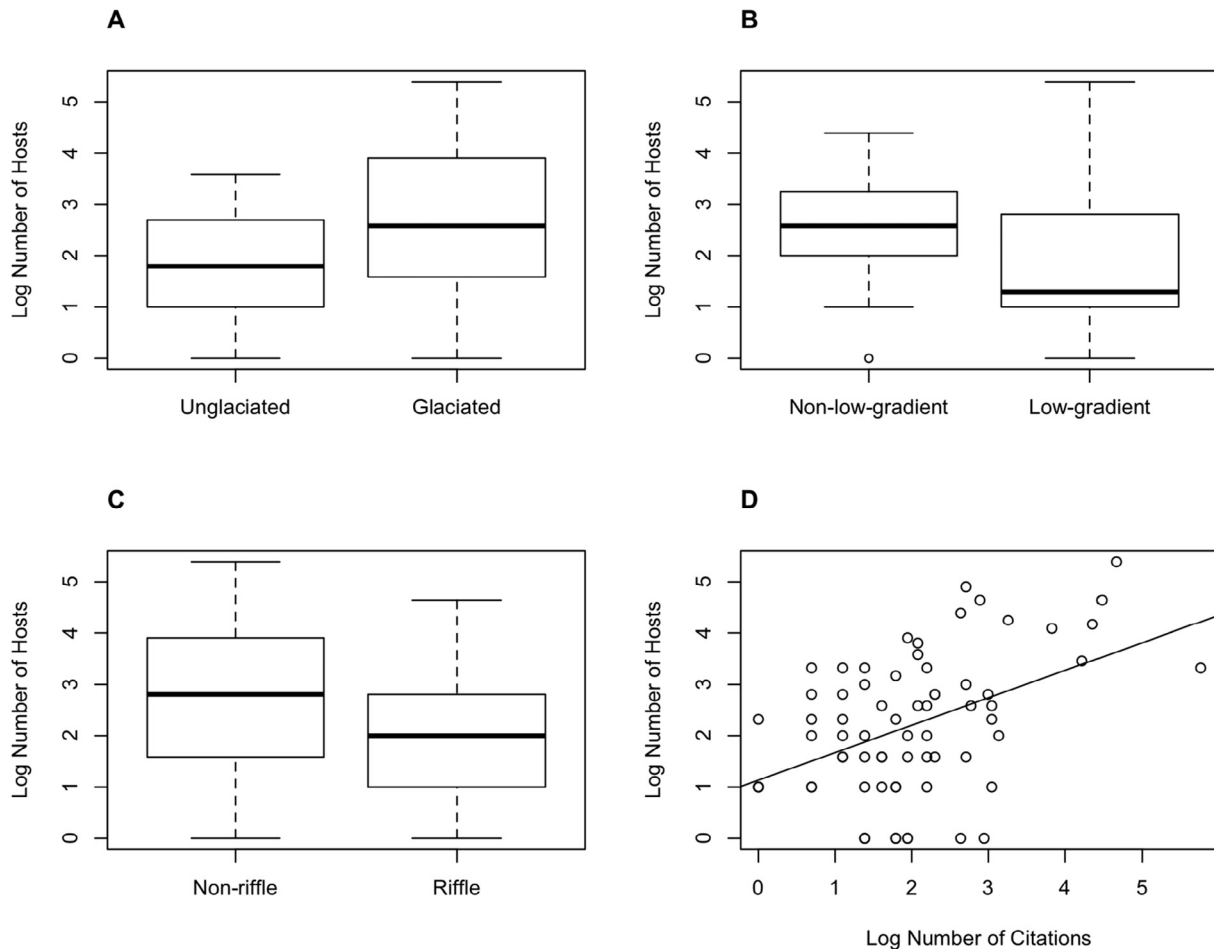 A
Log Number of Hosts
5
4
3
2
1
0
Unglaciated Glaciated
B
Log Number of Hosts
5
4
3
2
1
0
Non-low-gradient Low-gradient
C
Log Number of Hosts
5
4
3
2
1
0
Non-riffle Riffle
D
Log Number of Hosts
5
4
3
2
1
0
0 1 2 3 4 5
Log Number of Citations